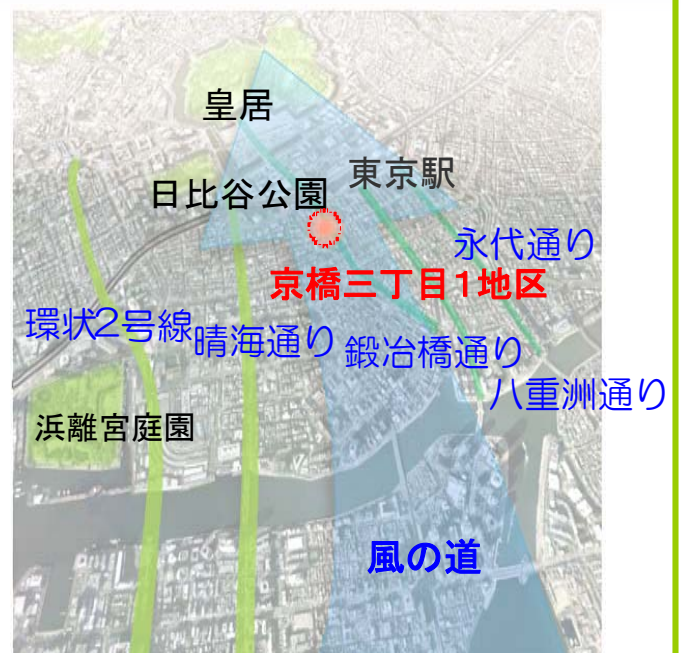 皇居
東京駅
日比谷公園
永代通り
京橋三丁目1地区
環状2号線
晴海通り
鍛冶橋通り
八重洲通り
浜離宮庭園
風の道